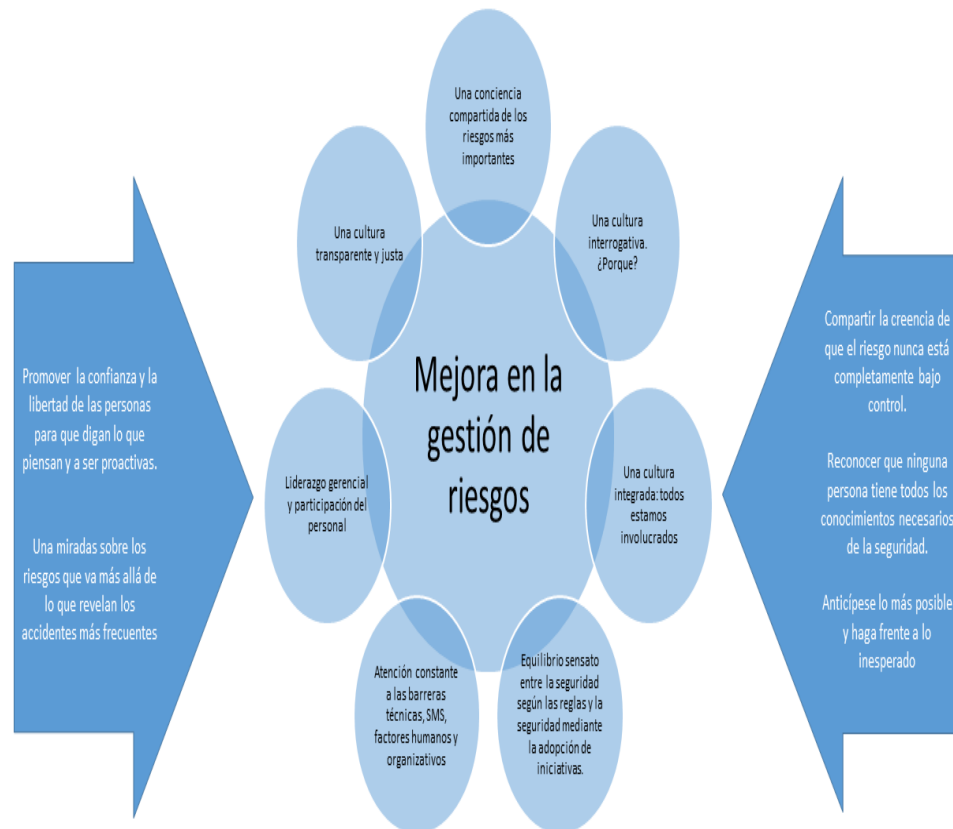 Una conciencia
compartida de los
riesgos más
importantes
Una cultura
transparente y justa
Una cultura
interrogativa.
¿Porque?
Promover la confianza y la
libertad de las personas
para que digan lo que
piensan y a ser proactivas.
Una miradas sobre los
riesgos que va más allá de
lo que revelan los
accidentes más frecuentes
Mejora en la
gestión de
riesgos
Compartir la creencia de
que el riesgo nunca está
completamente bajo
control.
Reconocer que ninguna
persona tiene todos los
conocimientos necesarios
de la seguridad.
Anticípese lo más posible
y haga frente a lo
inesperado
Liderazgo gerencial
y participación del
personal
Una cultura
integrada: todos
estamos
involucrados
Atención constante
a las barreras
técnicas, SMS,
factores humanos y
organizativos
Equilibrio sensato
entre la seguridad
según las reglas y la
seguridad mediante
la adopción de
iniciativas.